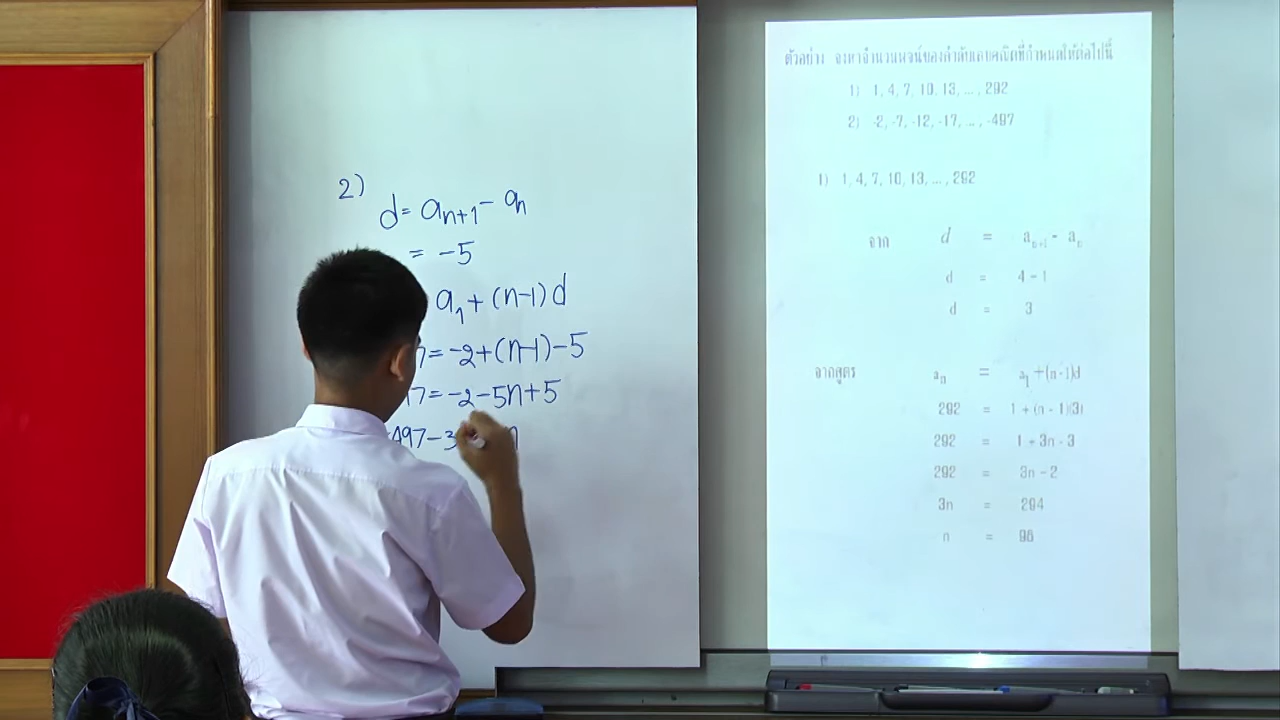 2)
d = aₙ₊₁ - aₙ
= -5
a₁ + (n-1)d
7 = -2 + (n-1) - 5
7 = -2 - 5n + 5
-497 - 3 n
ตัวอย่าง จงหาจำนวนพจน์ของลำดับเลขคณิตที่กำหนดให้ต่อไปนี้
1) 1, 4, 7, 10, 13, ... , 292
2) -2, -7, -12, -17, ... , -497
1) 1, 4, 7, 10, 13, ... , 292
จาก d = aₙ₊₁ - aₙ
d = 4 - 1
d = 3
จากสูตร aₙ = a₁ + (n - 1)d
292 = 1 + (n - 1)(3)
292 = 1 + 3n - 3
292 = 3n - 2
3n = 294
n = 98